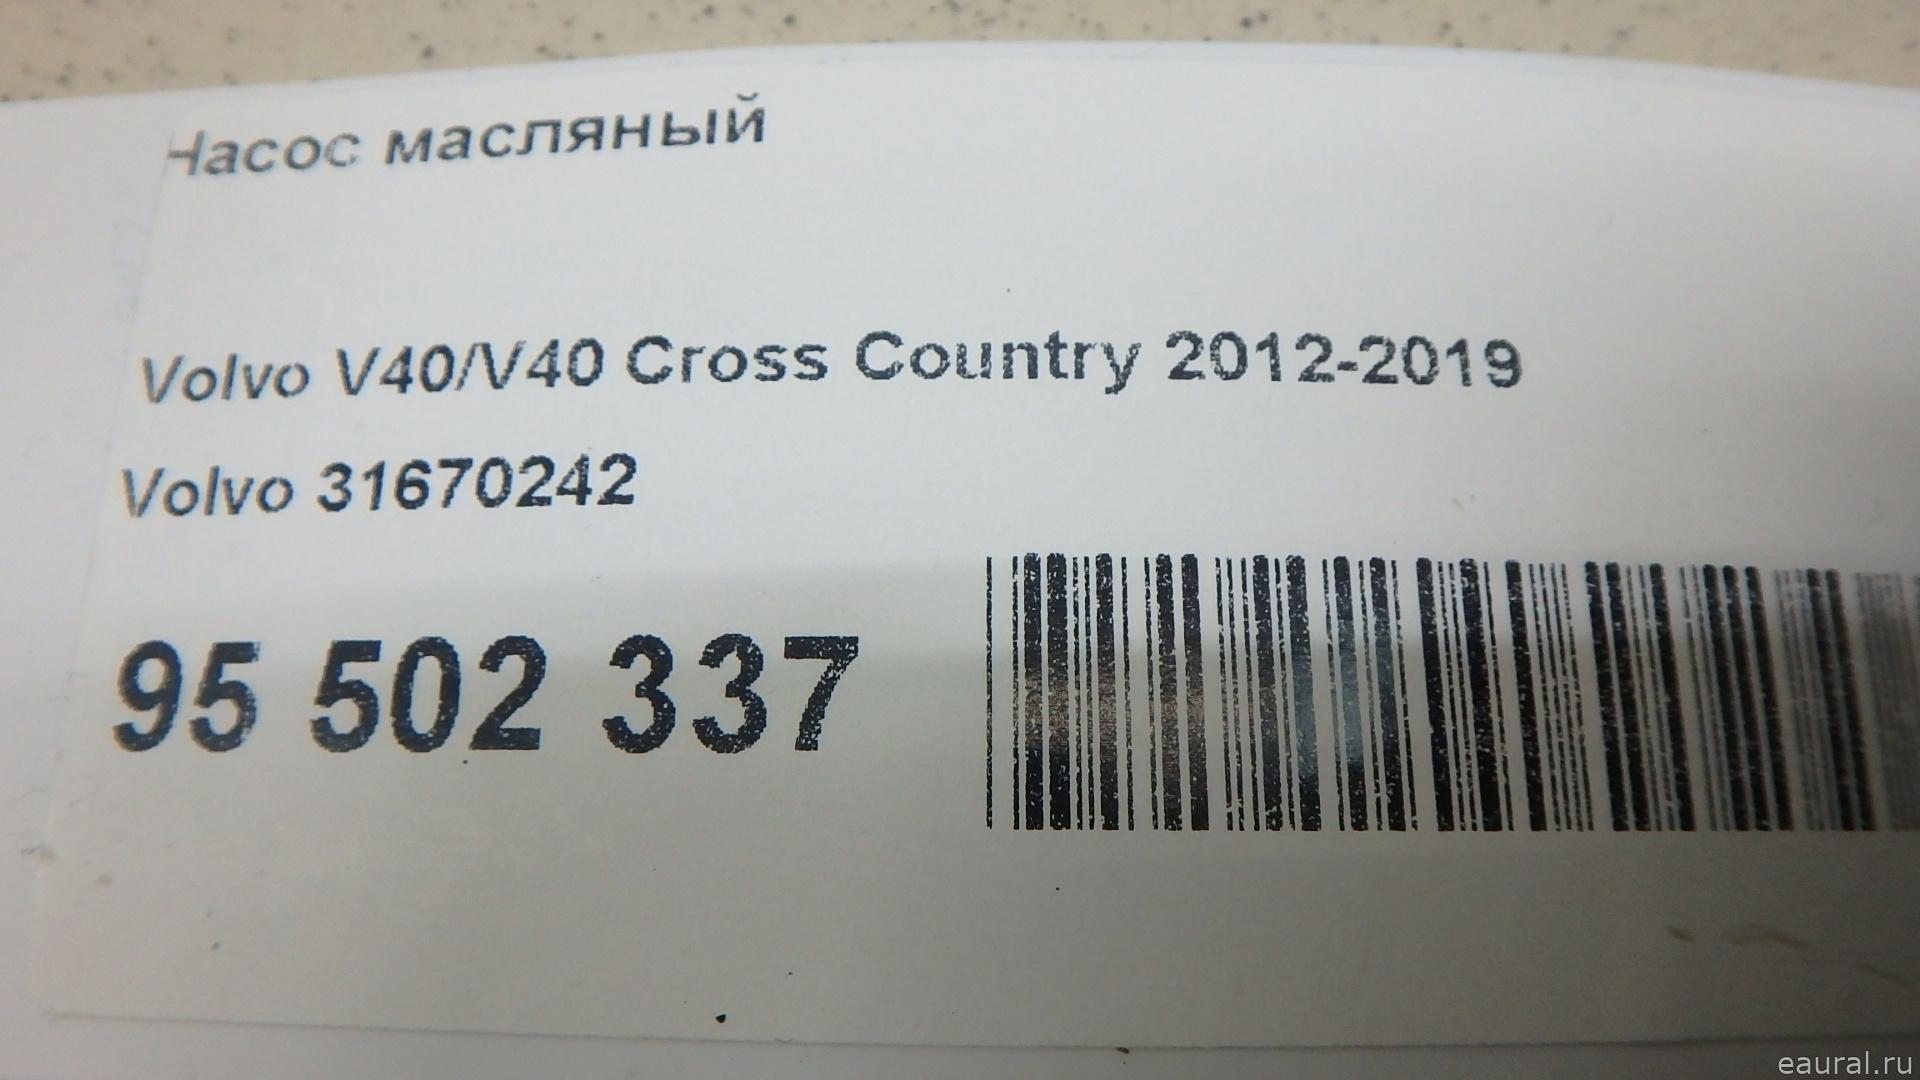 Насос масляный
Volvo V40/V40 Cross Country 2012-2019
Volvo 31670242
95 502 337
eaural.ru